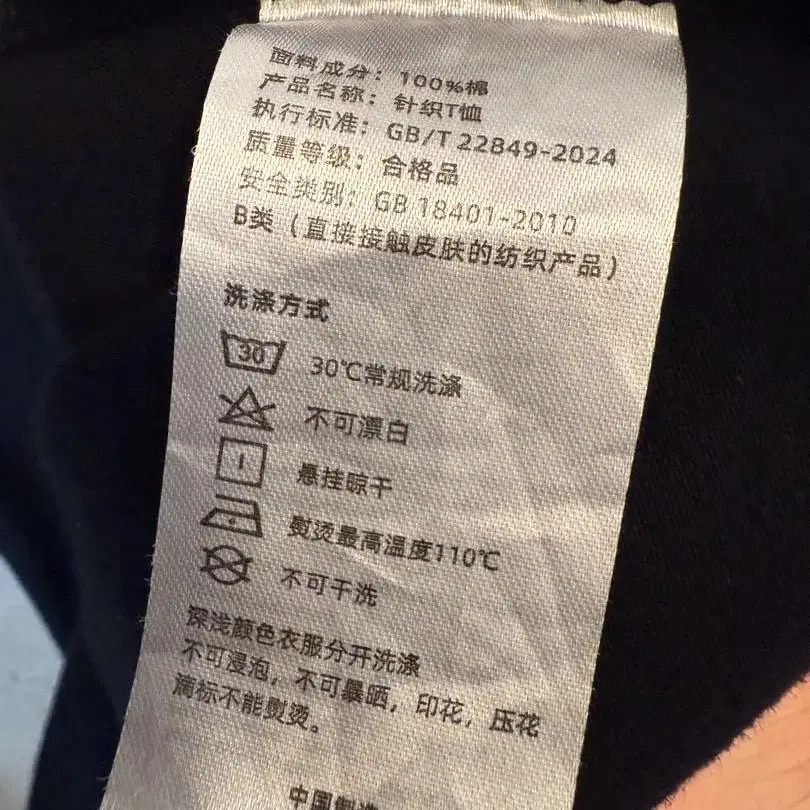 面料成分：100%棉
产品名称：针织T恤
执行标准：GB/T 22849-2024
质量等级：合格品
安全类别：GB 18401-2010
B类（直接接触皮肤的纺织产品）
洗涤方式
30
30℃常规洗涤
不可漂白
悬挂晾干
熨烫最高温度110℃
不可干洗
深浅颜色衣服分开洗涤
不可浸泡，不可暴晒，印花，压花
滴标不能熨烫。
中国制造